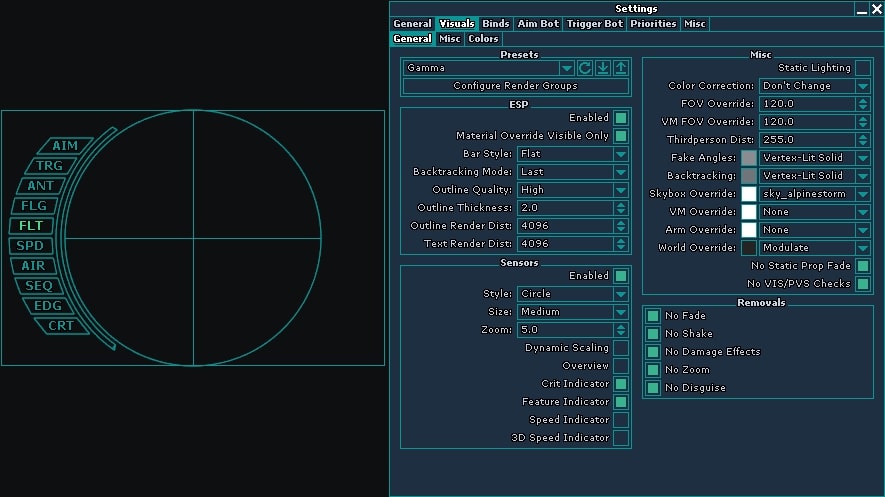 Settings
General Visuals Binds Aim Bot Trigger Bot Priorities Misc
General Misc Colors
AIM
TRG
ANT
FLG
FLT
SPD
AIR
SEQ
EDG
CRT
Presets
Gamma
Configure Render Groups
ESP
Enabled
Material Override Visible Only
Bar Style: Flat
Backtracking Mode: Last
Outline Quality: High
Outline Thickness: 2.0
Outline Render Dist: 4096
Text Render Dist: 4096
Sensors
Enabled
Style: Circle
Size: Medium
Zoom: 5.0
Dynamic Scaling
Overview
Crit Indicator
Feature Indicator
Speed Indicator
3D Speed Indicator
Misc
Static Lighting
Color Correction: Don't Change
FOV Override: 120.0
VM FOV Override: 120.0
Thirdperson Dist: 255.0
Fake Angles: Vertex-Lit Solid
Backtracking: Vertex-Lit Solid
Skybox Override: sky_alpinestorm
VM Override: None
Arm Override: None
World Override: Modulate
No Static Prop Fade
No VIS/PVS Checks
Removals
No Fade
No Shake
No Damage Effects
No Zoom
No Disguise